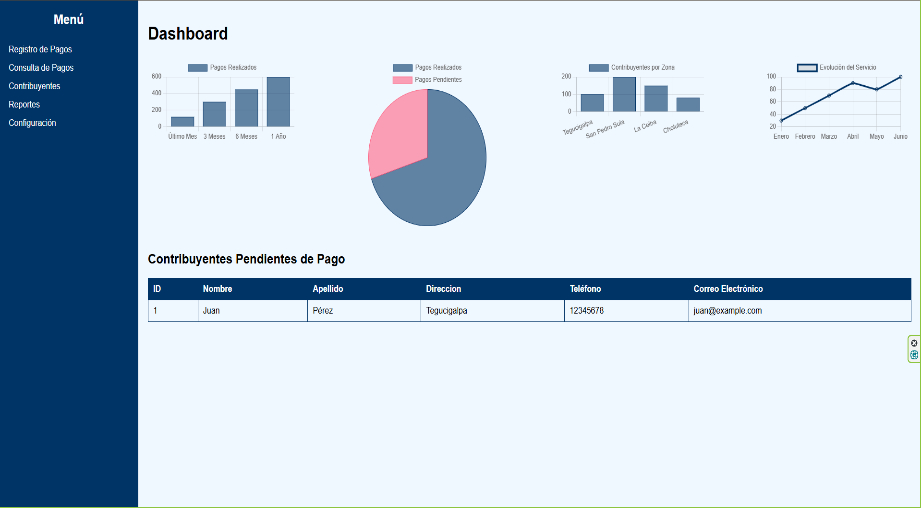 Menú
Registro de Pagos
Consulta de Pagos
Contribuyentes
Reportes
Configuración
Dashboard
Pagos Realizados
600
400
200
0
Último Mes 3 Meses 6 Meses 1 Año
Pagos Realizados
Pagos Pendientes
Contribuyentes por Zona
200
100
0
Tegucigalpa San Pedro Sula La Ceiba Choluteca
Evolución del Servicio
100
80
60
40
20
Enero Febrero Marzo Abril Mayo Junio
Contribuyentes Pendientes de Pago
ID Nombre Apellido Direccion Teléfono Correo Electrónico
1 Juan Pérez Tegucigalpa 12345678 juan@example.com